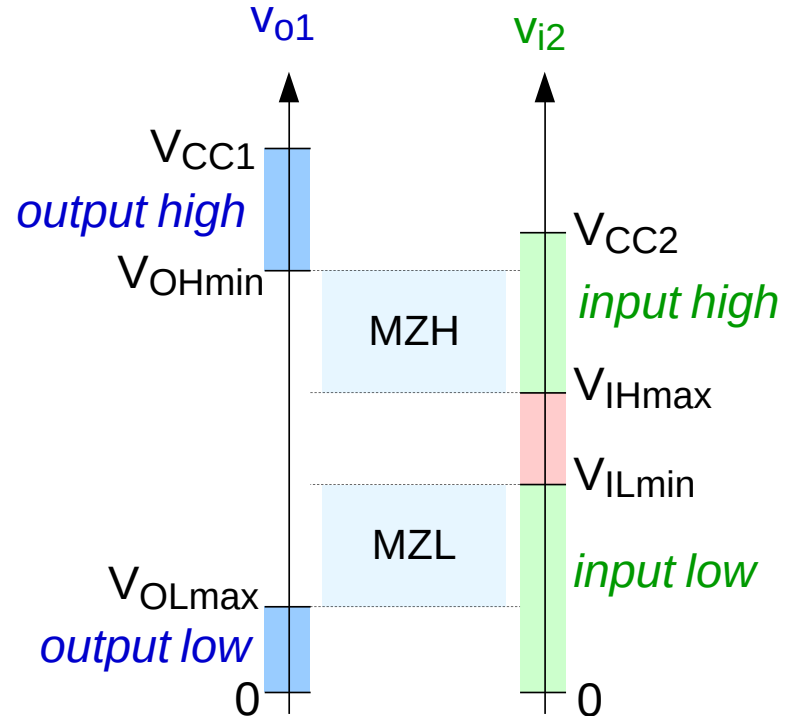 vo1
vi2
VCC1
output high
VCC2
VOHmin
input high
MZH
VIHmax
VILmin
MZL
input low
VOLmax
output low
0
0